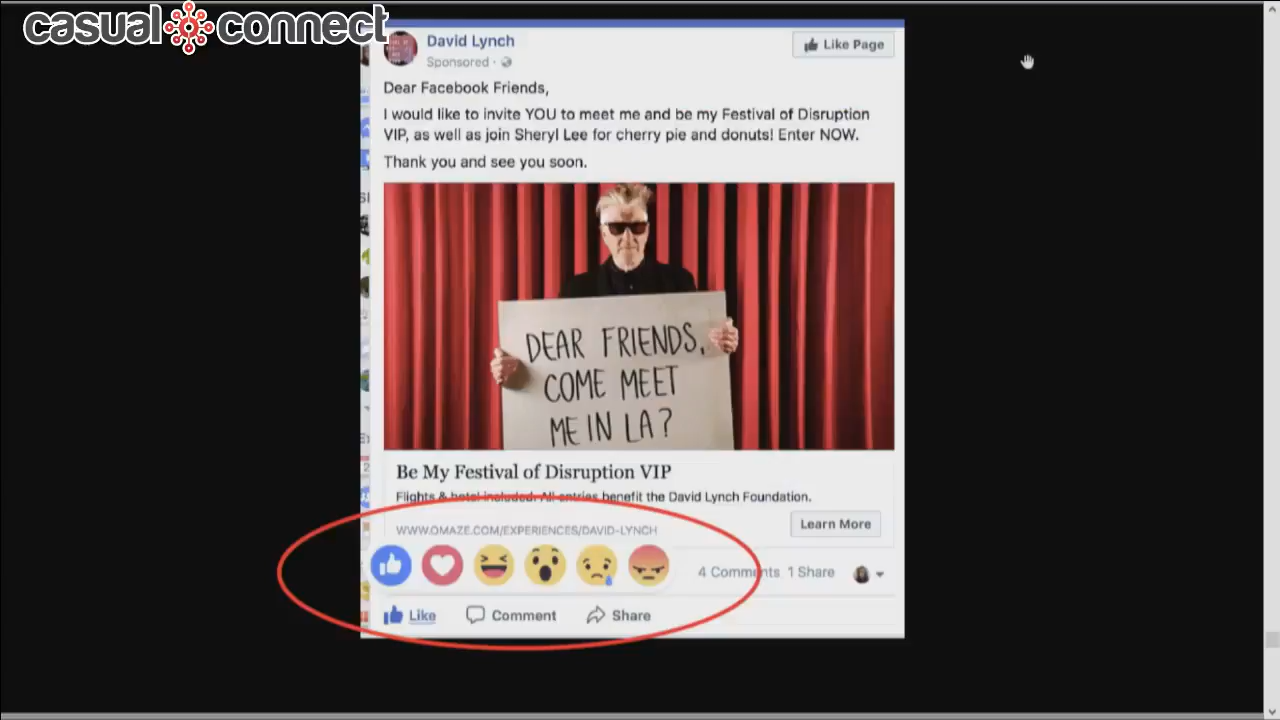 casual connect
David Lynch
Like Page
Sponsored ·
Dear Facebook Friends,
I would like to invite YOU to meet me and be my Festival of Disruption
VIP, as well as join Sheryl Lee for cherry pie and donuts! Enter NOW.
Thank you and see you soon.
DEAR FRIENDS,
COME MEET
ME IN LA?
Be My Festival of Disruption VIP
Flights & hotel included. All entries benefit the David Lynch Foundation.
WWW.OMAZE.COM/EXPERIENCES/DAVID-LYNCH
Learn More
4 Comments 1 Share
Like Comment Share